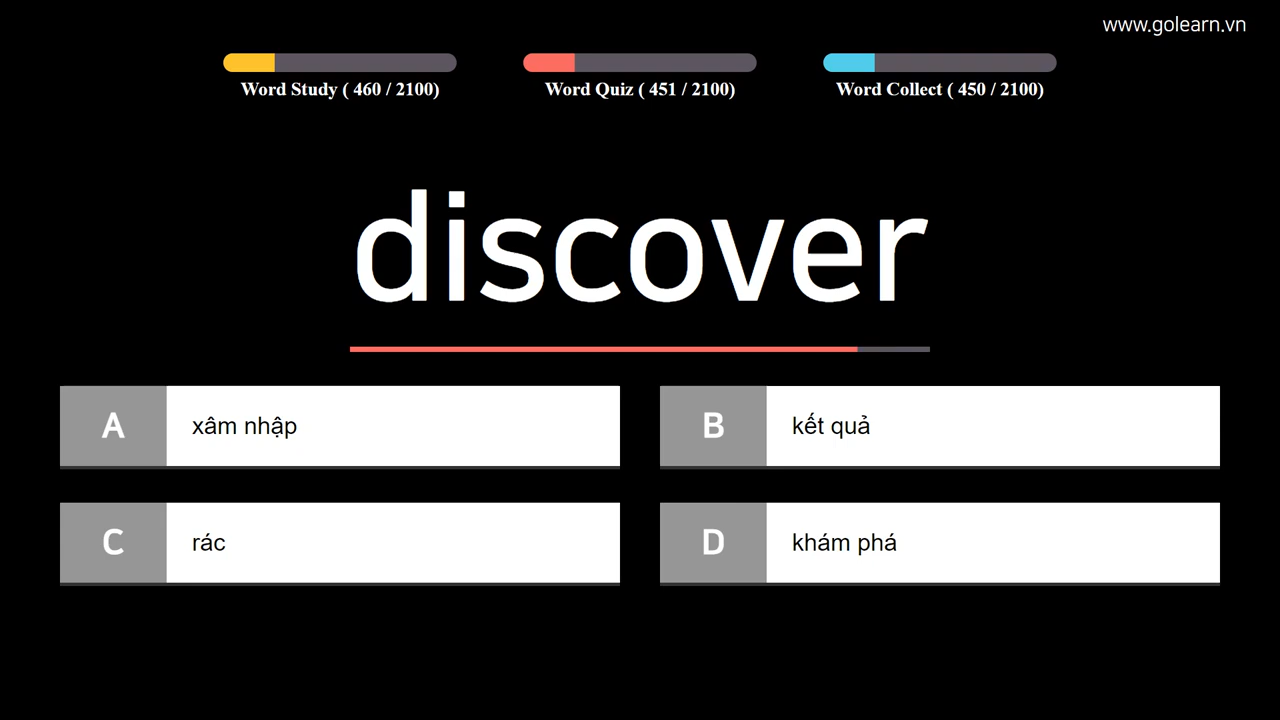 www.golearn.vn
Word Study ( 460 / 2100)
Word Quiz ( 451 / 2100)
Word Collect ( 450 / 2100)
discover
A xâm nhập
B kết quả
C rác
D khám phá